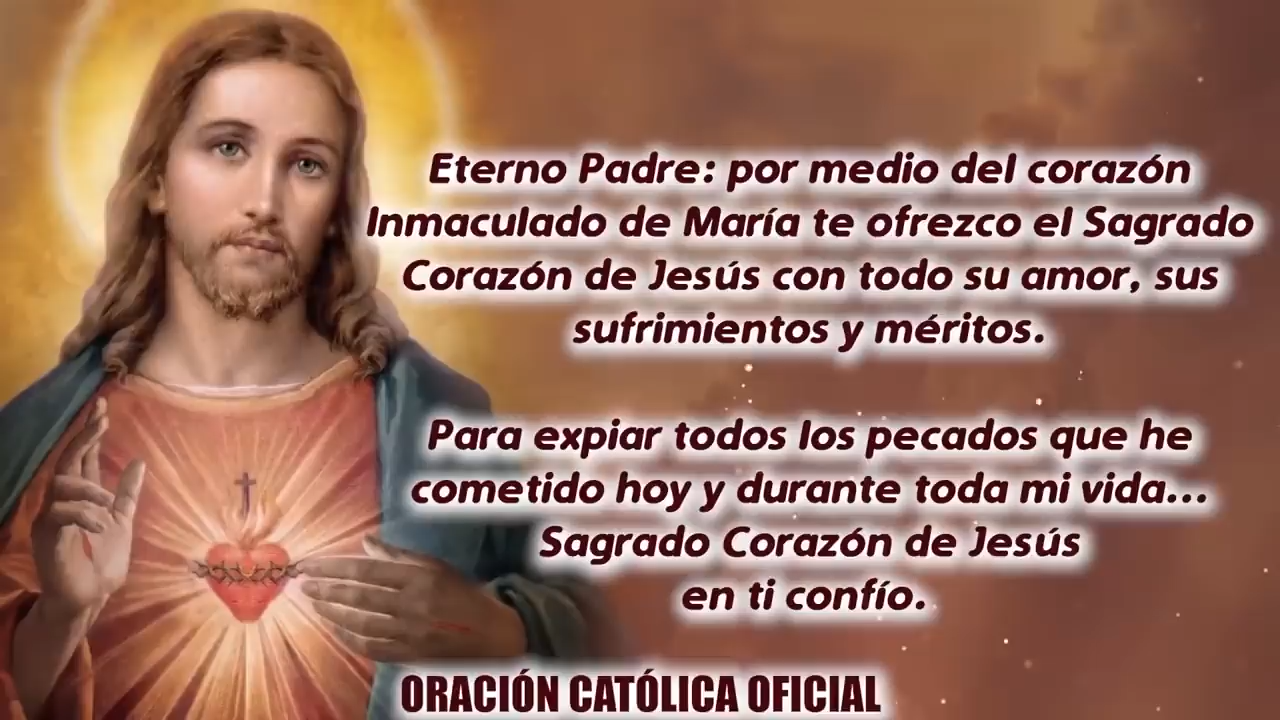 Eterno Padre: por medio del corazón
Inmaculado de María te ofrezco el Sagrado
Corazón de Jesús con todo su amor, sus
sufrimientos y méritos.
Para expiar todos los pecados que he
cometido hoy y durante toda mi vida...
Sagrado Corazón de Jesús
en ti confío.
ORACIÓN CATÓLICA OFICIAL